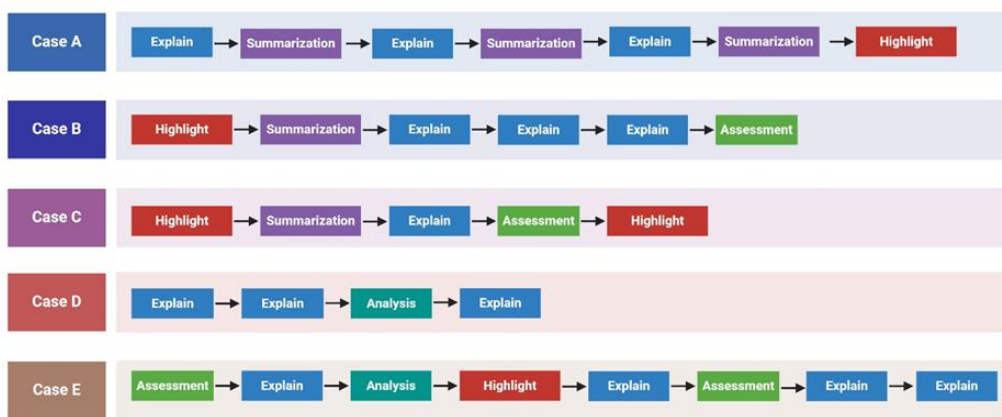 Case A Explain Summarization Explain Summarization Explain Summarization Highlight
Case B Highlight Summarization Explain Explain Explain Assessment
Case C Highlight Summarization Explain Assessment Highlight
Case D Explain Explain Analysis Explain
Case E Assessment Explain Analysis Highlight Explain Assessment Explain Explain